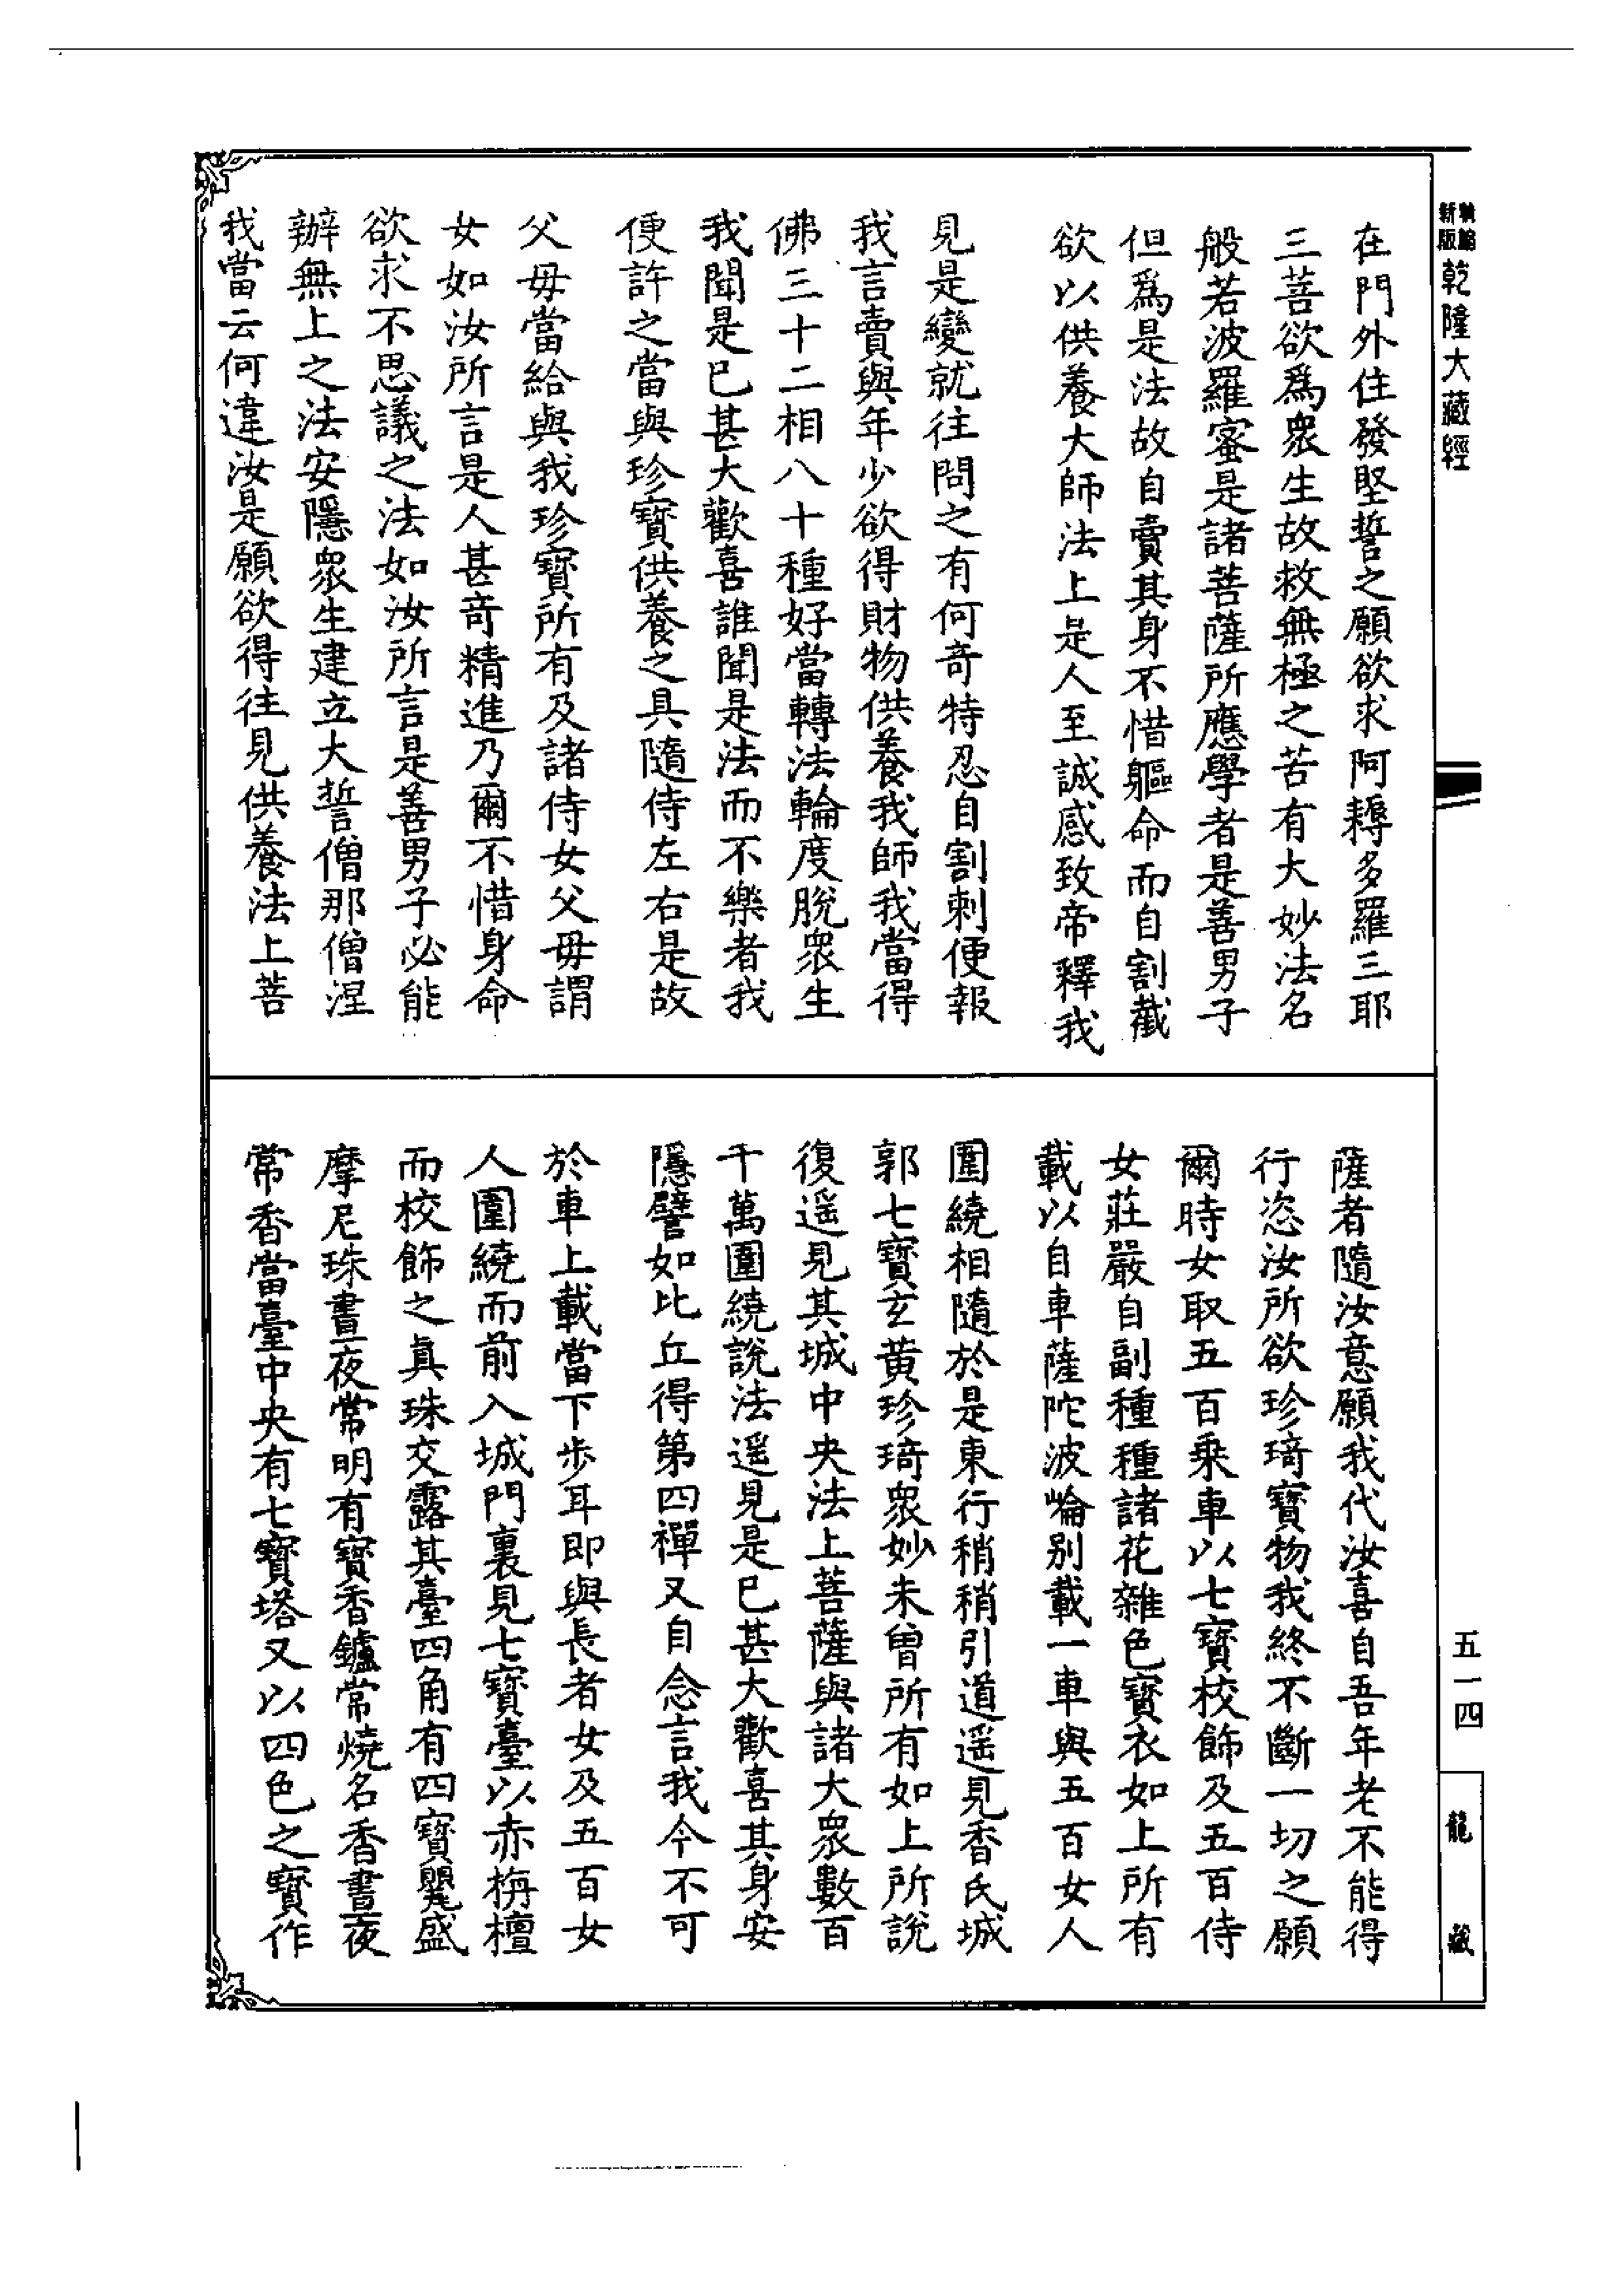 新編縮版乾隆大藏經
在門外住發堅誓之願欲求阿耨多羅三耶
三菩欲爲衆生故救無極之苦有大妙法名
般若波羅蜜是諸菩薩所應學者是善男子
但爲是法故自賣其身不惜軀命而自割截
欲以供養大師法上是人至誠感致帝釋我
見是變就往問之有何奇特忍自割刺便報
我言賣與年少欲得財物供養我師我當得
佛三十二相八十種好當轉法輪度脫衆生
我聞是已甚大歡喜誰聞是法而不樂者我
便許之當與珍寶供養之具隨侍左右是故
父母當給與我珍寶所有及諸侍女父母謂
女如汝所言是人甚奇精進乃爾不惜身命
欲求不思議之法如汝所言是善男子必能
辦無上之法安隱衆生建立大誓僧那僧涅
我當云何違汝是願欲得往見供養法上菩
薩者隨汝意願我代汝喜自吾年老不能得
行恣汝所欲珍琦寶物我終不斷一切之願
爾時女取五百乘車以七寶校飾及五百侍
女莊嚴自副種種諸花雜色寶衣如上所有
載以自車薩陀波崘别載一車與五百女人
圍繞相隨於是東行稍稍引道遥見香氏城
郭七寶玄黄珍琦衆妙未曾所有如上所說
復遥見其城中央法上菩薩與諸大衆數百
千萬圍繞說法遥見是已甚大歡喜其身安
隱譬如比丘得第四禪又自念言我今不可
於車上載當下步耳即與長者女及五百女
人圍繞而前入城門裏見七寶臺以赤栴檀
而校飾之真珠交露其臺四角有四寶甖盛
摩尼珠晝夜常明有寶香鑪常燒名香晝夜
常香當臺中央有七寶塔又以四色之寶作
五一四
龍藏